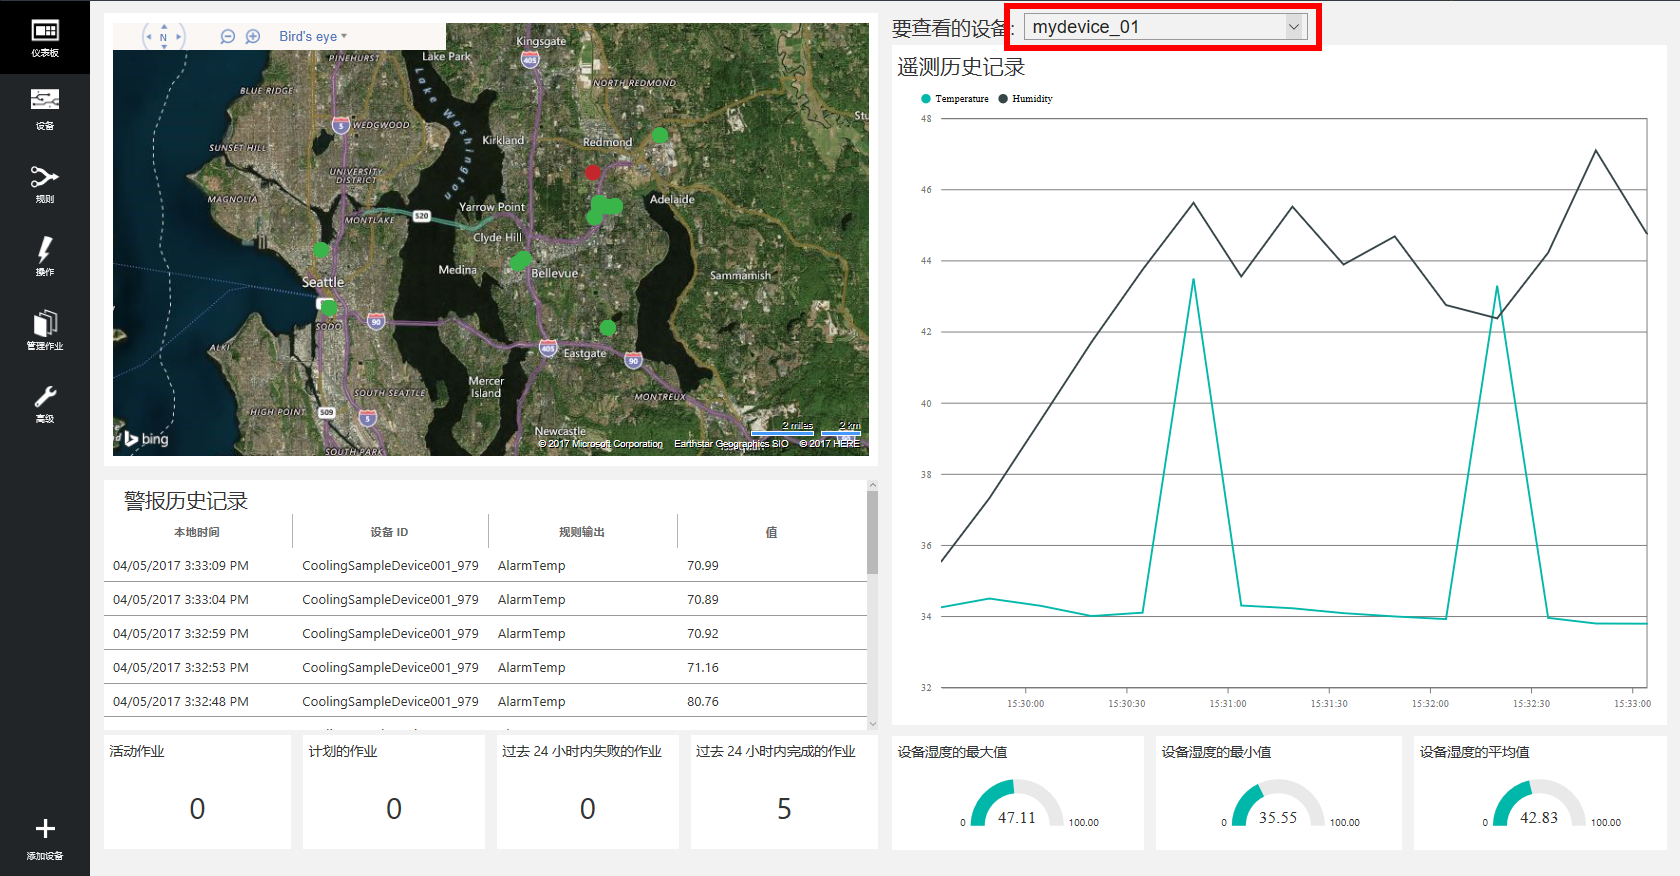 仪表板
设备
规则
操作
管理作业
高级
添加设备
N
Bird's eye
Kingsgate
PINEHURST
Lake Park
405
BLUE RIDGE
NORTH REDMOND
Lake Washington
5
WEDGWOOD
Kirkland
Redmond
SUNSET HILL
UNIVERSITY
DISTRICT
MAGNOLIA
Yarrow Point
Adelaide
MONTLAKE
520
Clyde Hill
Medina
Bellevue
Sammamish
Seattle
SODO
90
ALKI
405
Eastgate
90
Mercer
Island
SOUTH SEATTLE
MONTREUX
HIGH POINT
509
5
Newcastle
2 miles
2 km
bing
© 2017 Microsoft Corporation
Earthstar Geographics SIO
© 2017 HERE
SOUTH PARK
警报历史记录
本地时间 设备 ID 规则输出 值
04/05/2017 3:33:09 PM CoolingSampleDevice001_979 AlarmTemp 70.99
04/05/2017 3:33:04 PM CoolingSampleDevice001_979 AlarmTemp 70.89
04/05/2017 3:32:59 PM CoolingSampleDevice001_979 AlarmTemp 70.92
04/05/2017 3:32:53 PM CoolingSampleDevice001_979 AlarmTemp 71.16
04/05/2017 3:32:48 PM CoolingSampleDevice001_979 AlarmTemp 80.76
活动作业
0
计划的作业
0
过去 24 小时内失败的作业
0
过去 24 小时内完成的作业
5
要查看的设备: mydevice_01
遥测历史记录
Temperature Humidity
48
46
44
42
40
38
36
34
32
15:30:00 15:30:30 15:31:00 15:31:30 15:32:00 15:32:30 15:33:00
设备湿度的最大值
0 47.11 100.00
设备湿度的最小值
0 35.55 100.00
设备湿度的平均值
0 42.83 100.00